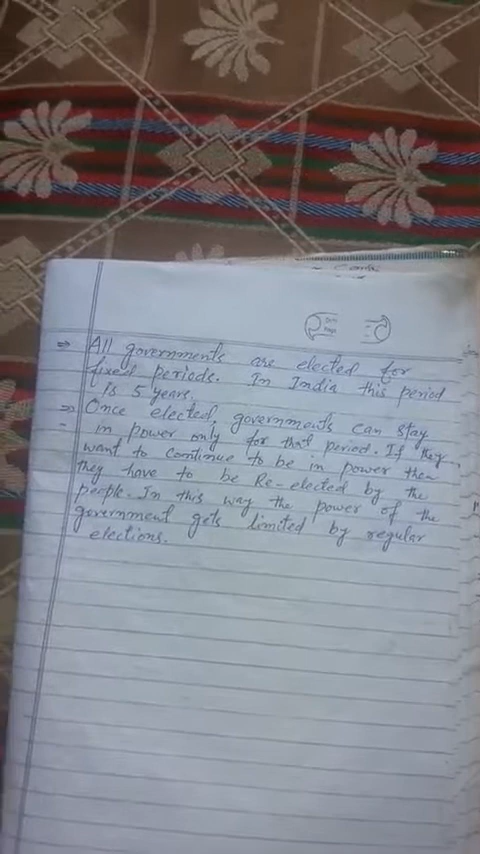 ⇒ All governments are elected for
fixed periods. In India this period
Is 5 years.
⇒ Once elected, governments can stay
in power only for that period. If they
want to continue to be in power then
they have to be Re-elected by the
people. In this way the power of the
government gets limited by regular
elections.